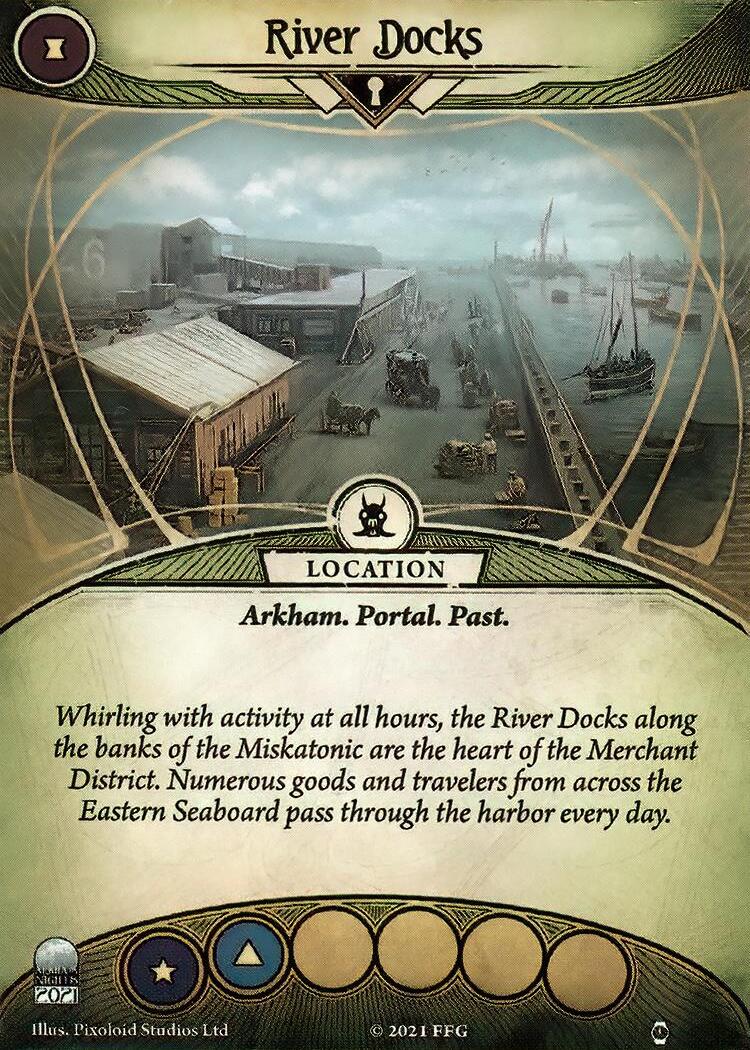 River Docks
LOCATION
Arkham. Portal. Past.
Whirling with activity at all hours, the River Docks along
the banks of the Miskatonic are the heart of the Merchant
District. Numerous goods and travelers from across the
Eastern Seaboard pass through the harbor every day.
ARKHAM
NIGHTS
2021
Illus. Pixoloid Studios Ltd
© 2021 FFG